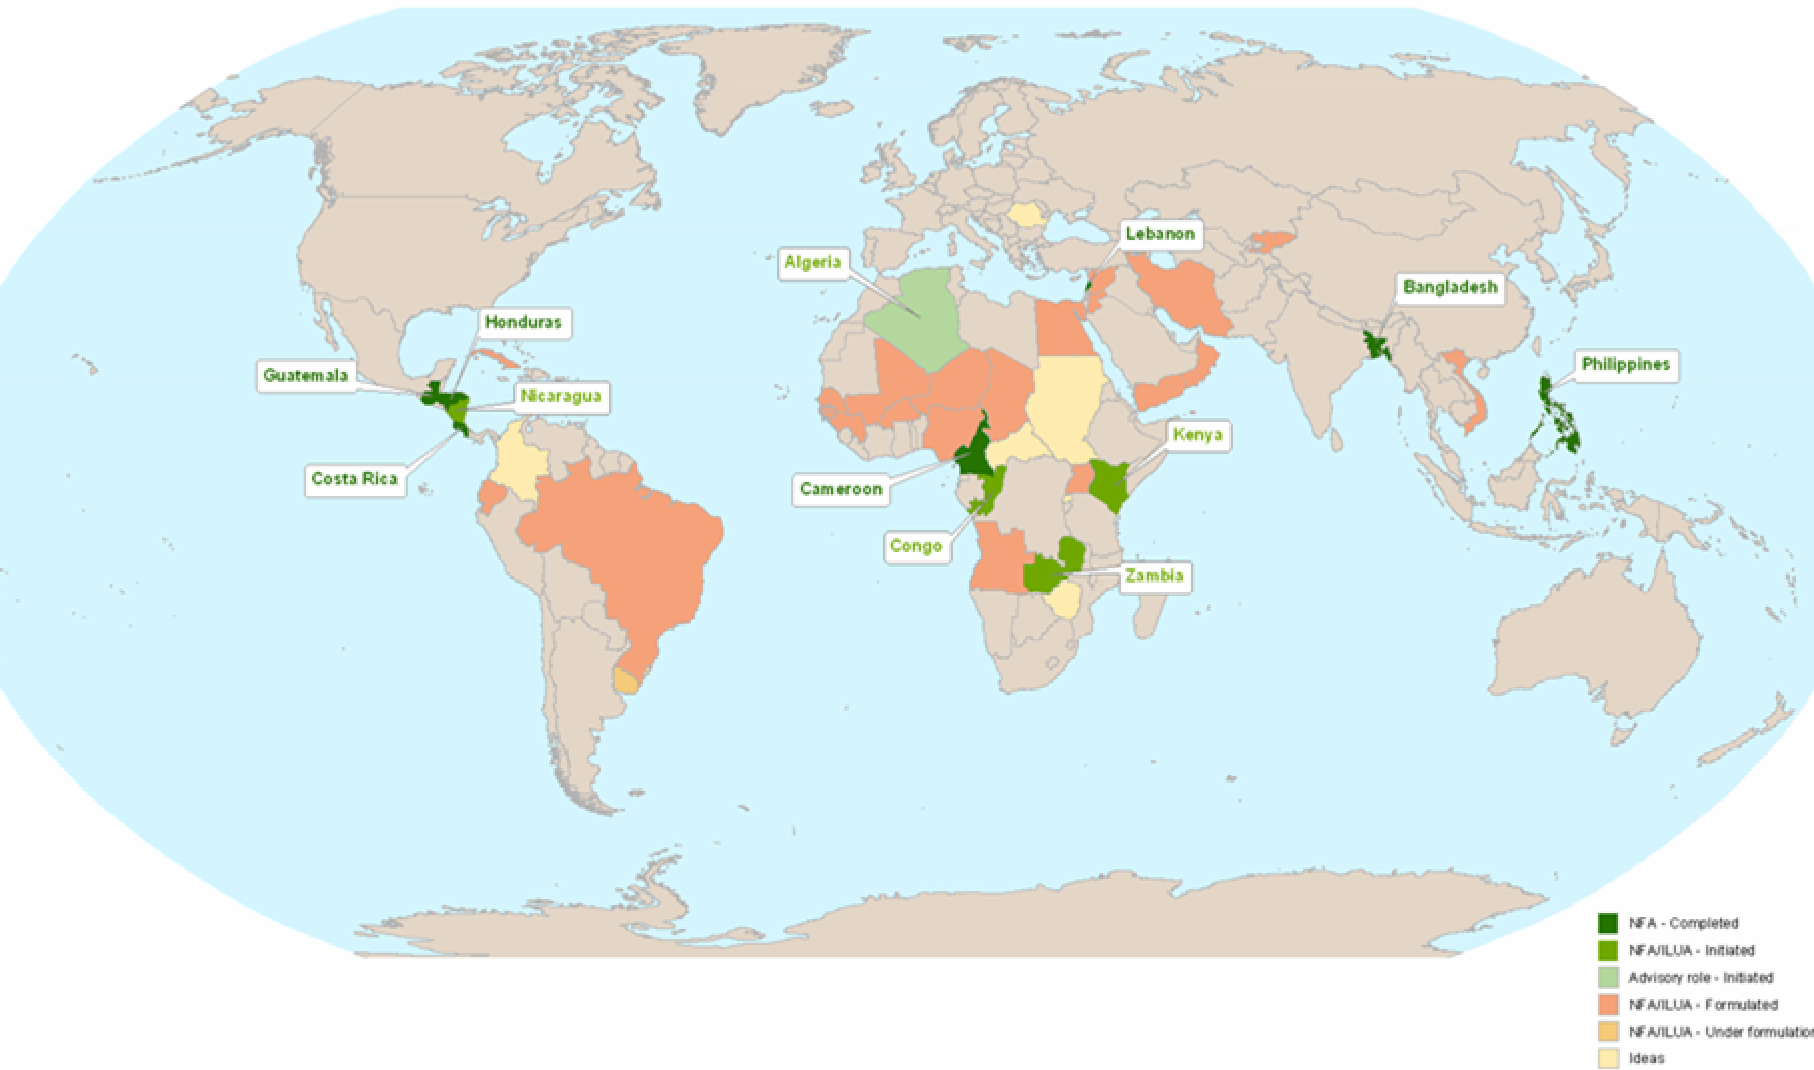 Lebanon
Algeria
Bangladesh
Honduras
Philippines
Guatemala
Nicaragua
Kenya
Costa Rica
Cameroon
Congo
Zambia
NFA - Completed
NFA/ILUA - Initiated
Advisory role - Initiated
NFA/ILUA - Formulated
NFA/ILUA - Under formulation
Ideas